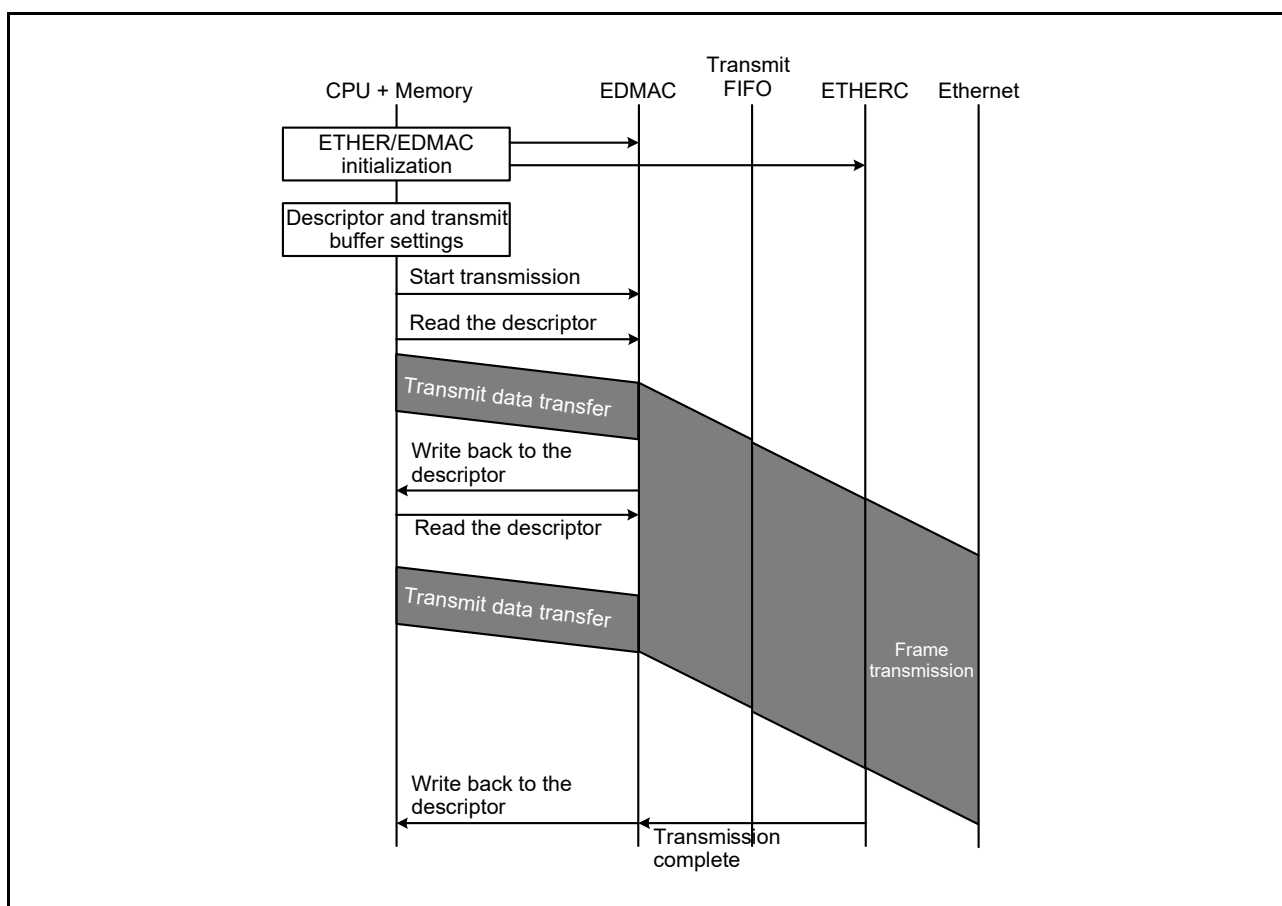 Transmit
FIFO
CPU + Memory
EDMAC
ETHERC
Ethernet
ETHER/EDMAC
initialization
Descriptor and transmit
buffer settings
Start transmission
Read the descriptor
Transmit data transfer
Write back to the
descriptor
Read the descriptor
Transmit data transfer
Frame
transmission
Write back to the
descriptor
Transmission
complete